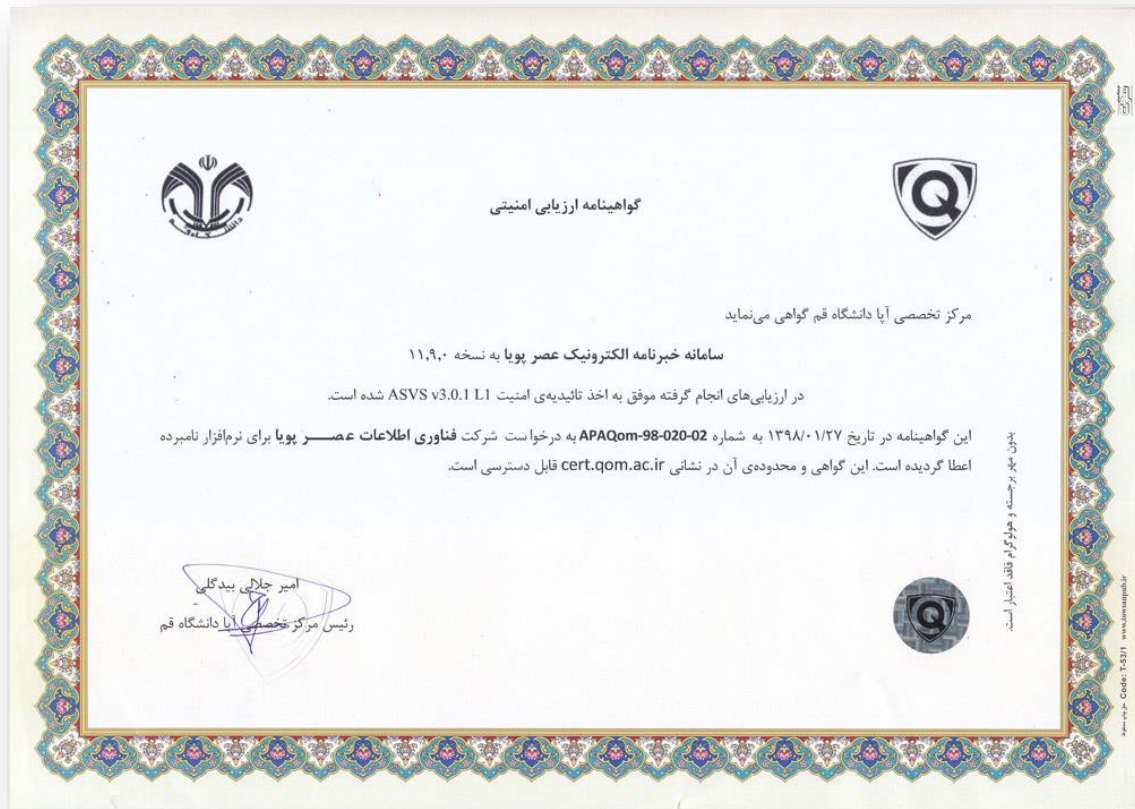 گواهینامه ارزیابی امنیتی
دانشگاه قم
Q
مرکز تخصصی آپا دانشگاه قم گواهی می‌نماید
سامانه خبرنامه الکترونیک عصر پویا به نسخه ۱۱,۹,۰
در ارزیابی‌های انجام گرفته موفق به اخذ تائیدیه‌ی امنیت ASVS v3.0.1 L1 شده است.
این گواهینامه در تاریخ ۱۳۹۸/۰۱/۲۷ به شماره APAQom-98-020-02 به درخواست شرکت فناوری اطلاعات عصـــر پویا برای نرم‌افزار نامبرده
اعطا گردیده است. این گواهی و محدوده‌ی آن در نشانی cert.qom.ac.ir قابل دسترسی است.
بدون مهر برجسته و هولوگرام فاقد اعتبار است.
امیر جلالی بیدگلی
رئیس مرکز تخصصی آپا دانشگاه قم
Q
Code: T-53/1 www.towsanpub.ir